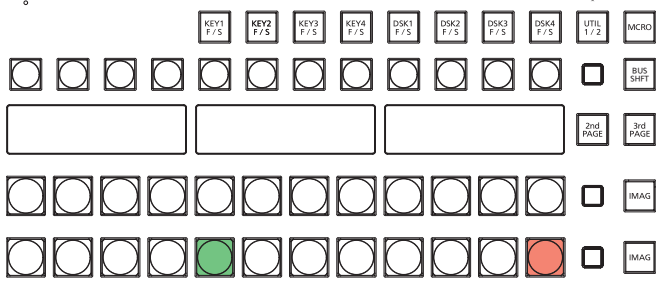 。
KEY1 F / S
KEY2 F / S
KEY3 F / S
KEY4 F / S
DSK1 F / S
DSK2 F / S
DSK3 F / S
DSK4 F / S
UTIL 1 / 2
MCRO
BUS SHFT
2nd PAGE
3rd PAGE
IMAG
IMAG